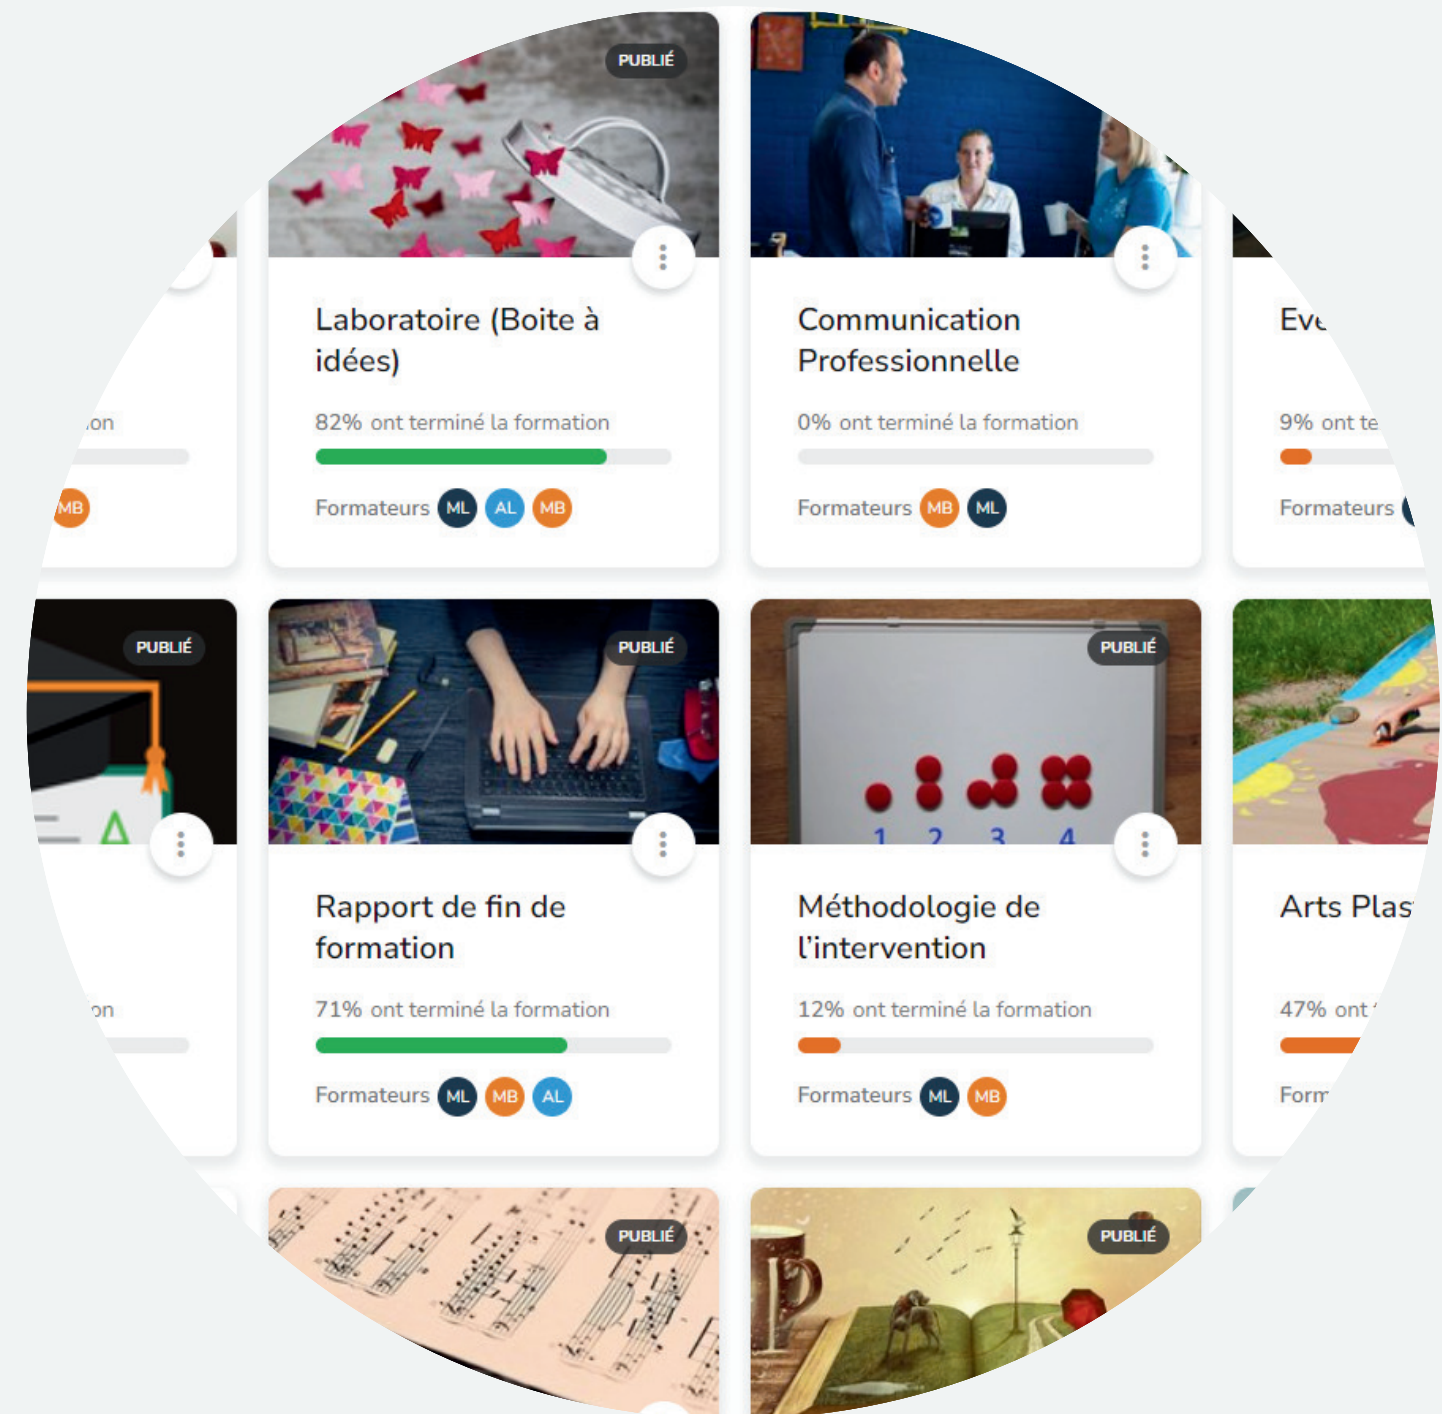 PUBLIÉ
Laboratoire (Boite à
idées)
82% ont terminé la formation
Formateurs ML AL MB
Communication
Professionnelle
0% ont terminé la formation
Formateurs MB ML
9% ont
Formateurs
MB
PUBLIÉ
A
PUBLIÉ
Rapport de fin de
formation
71% ont terminé la formation
Formateurs ML MB AL
PUBLIÉ
1 2 3 4
Méthodologie de
l'intervention
12% ont terminé la formation
Formateurs ML MB
Arts
47% ont
PUBLIÉ
PUBLIÉ